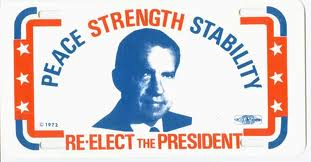 PEACE STRENGTH STABILITY
© 1972
RE-ELECT THE PRESIDENT